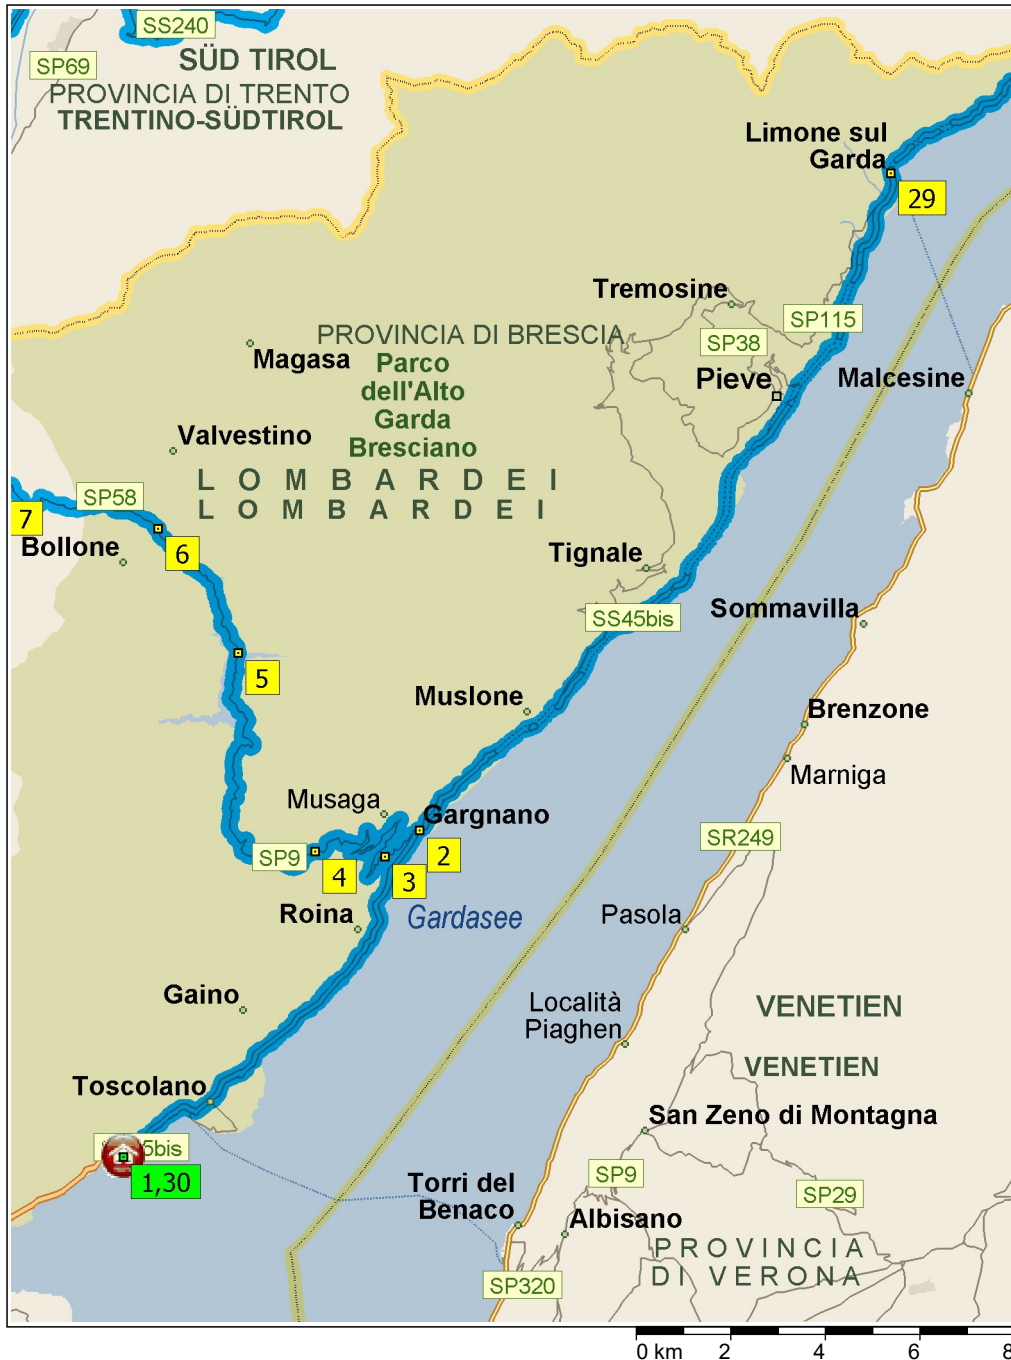 SS240
SÜD TIROL
SP69
PROVINCIA DI TRENTO
TRENTINO-SÜDTIROL
Limone sul
Garda
29
Tremosine
SP115
PROVINCIA DI BRESCIA
SP38
Magasa
Parco
dell'Alto
Garda
Bresciano
Pieve
Malcesine
Valvestino
LOMBARDEI
LOMBARDEI
SP58
7
Bollone
6
Tignale
SS45bis
Sommavilla
5
Muslone
Brenzone
Marniga
Musaga
Gargnano
SR249
2
SP9
4
3
Roina
Gardasee
Pasola
Gaino
Località
Piaghen
VENETIEN
VENETIEN
Toscolano
San Zeno di Montagna
5bis
1,30
SP9
Torri del
Benaco
SP29
Albisano
PROVINCIA
DI VERONA
SP320
0 km 2 4 6 8